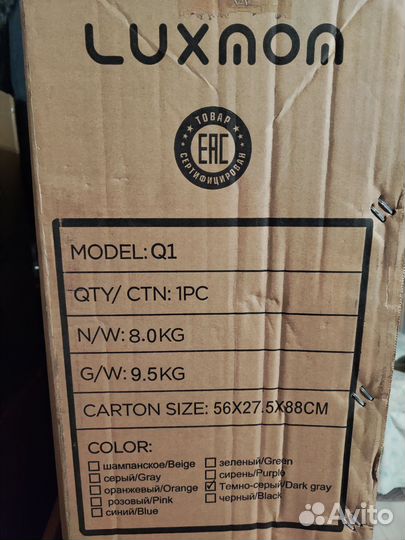 LUXMOM
ТОВАР
EAC
СЕРТИФИЦИРОВАН
MODEL: Q1
QTY/ CTN: 1PC
N/W: 8.0KG
G/W: 9.5KG
CARTON SIZE: 56X27.5X88CM
COLOR:
шампанское/Beige зеленый/Green
серый/Gray сирень/Purple
оранжевый/Orange Темно-серый/Dark gray
розовый/Pink черный/Black
синий/Blue
Avito